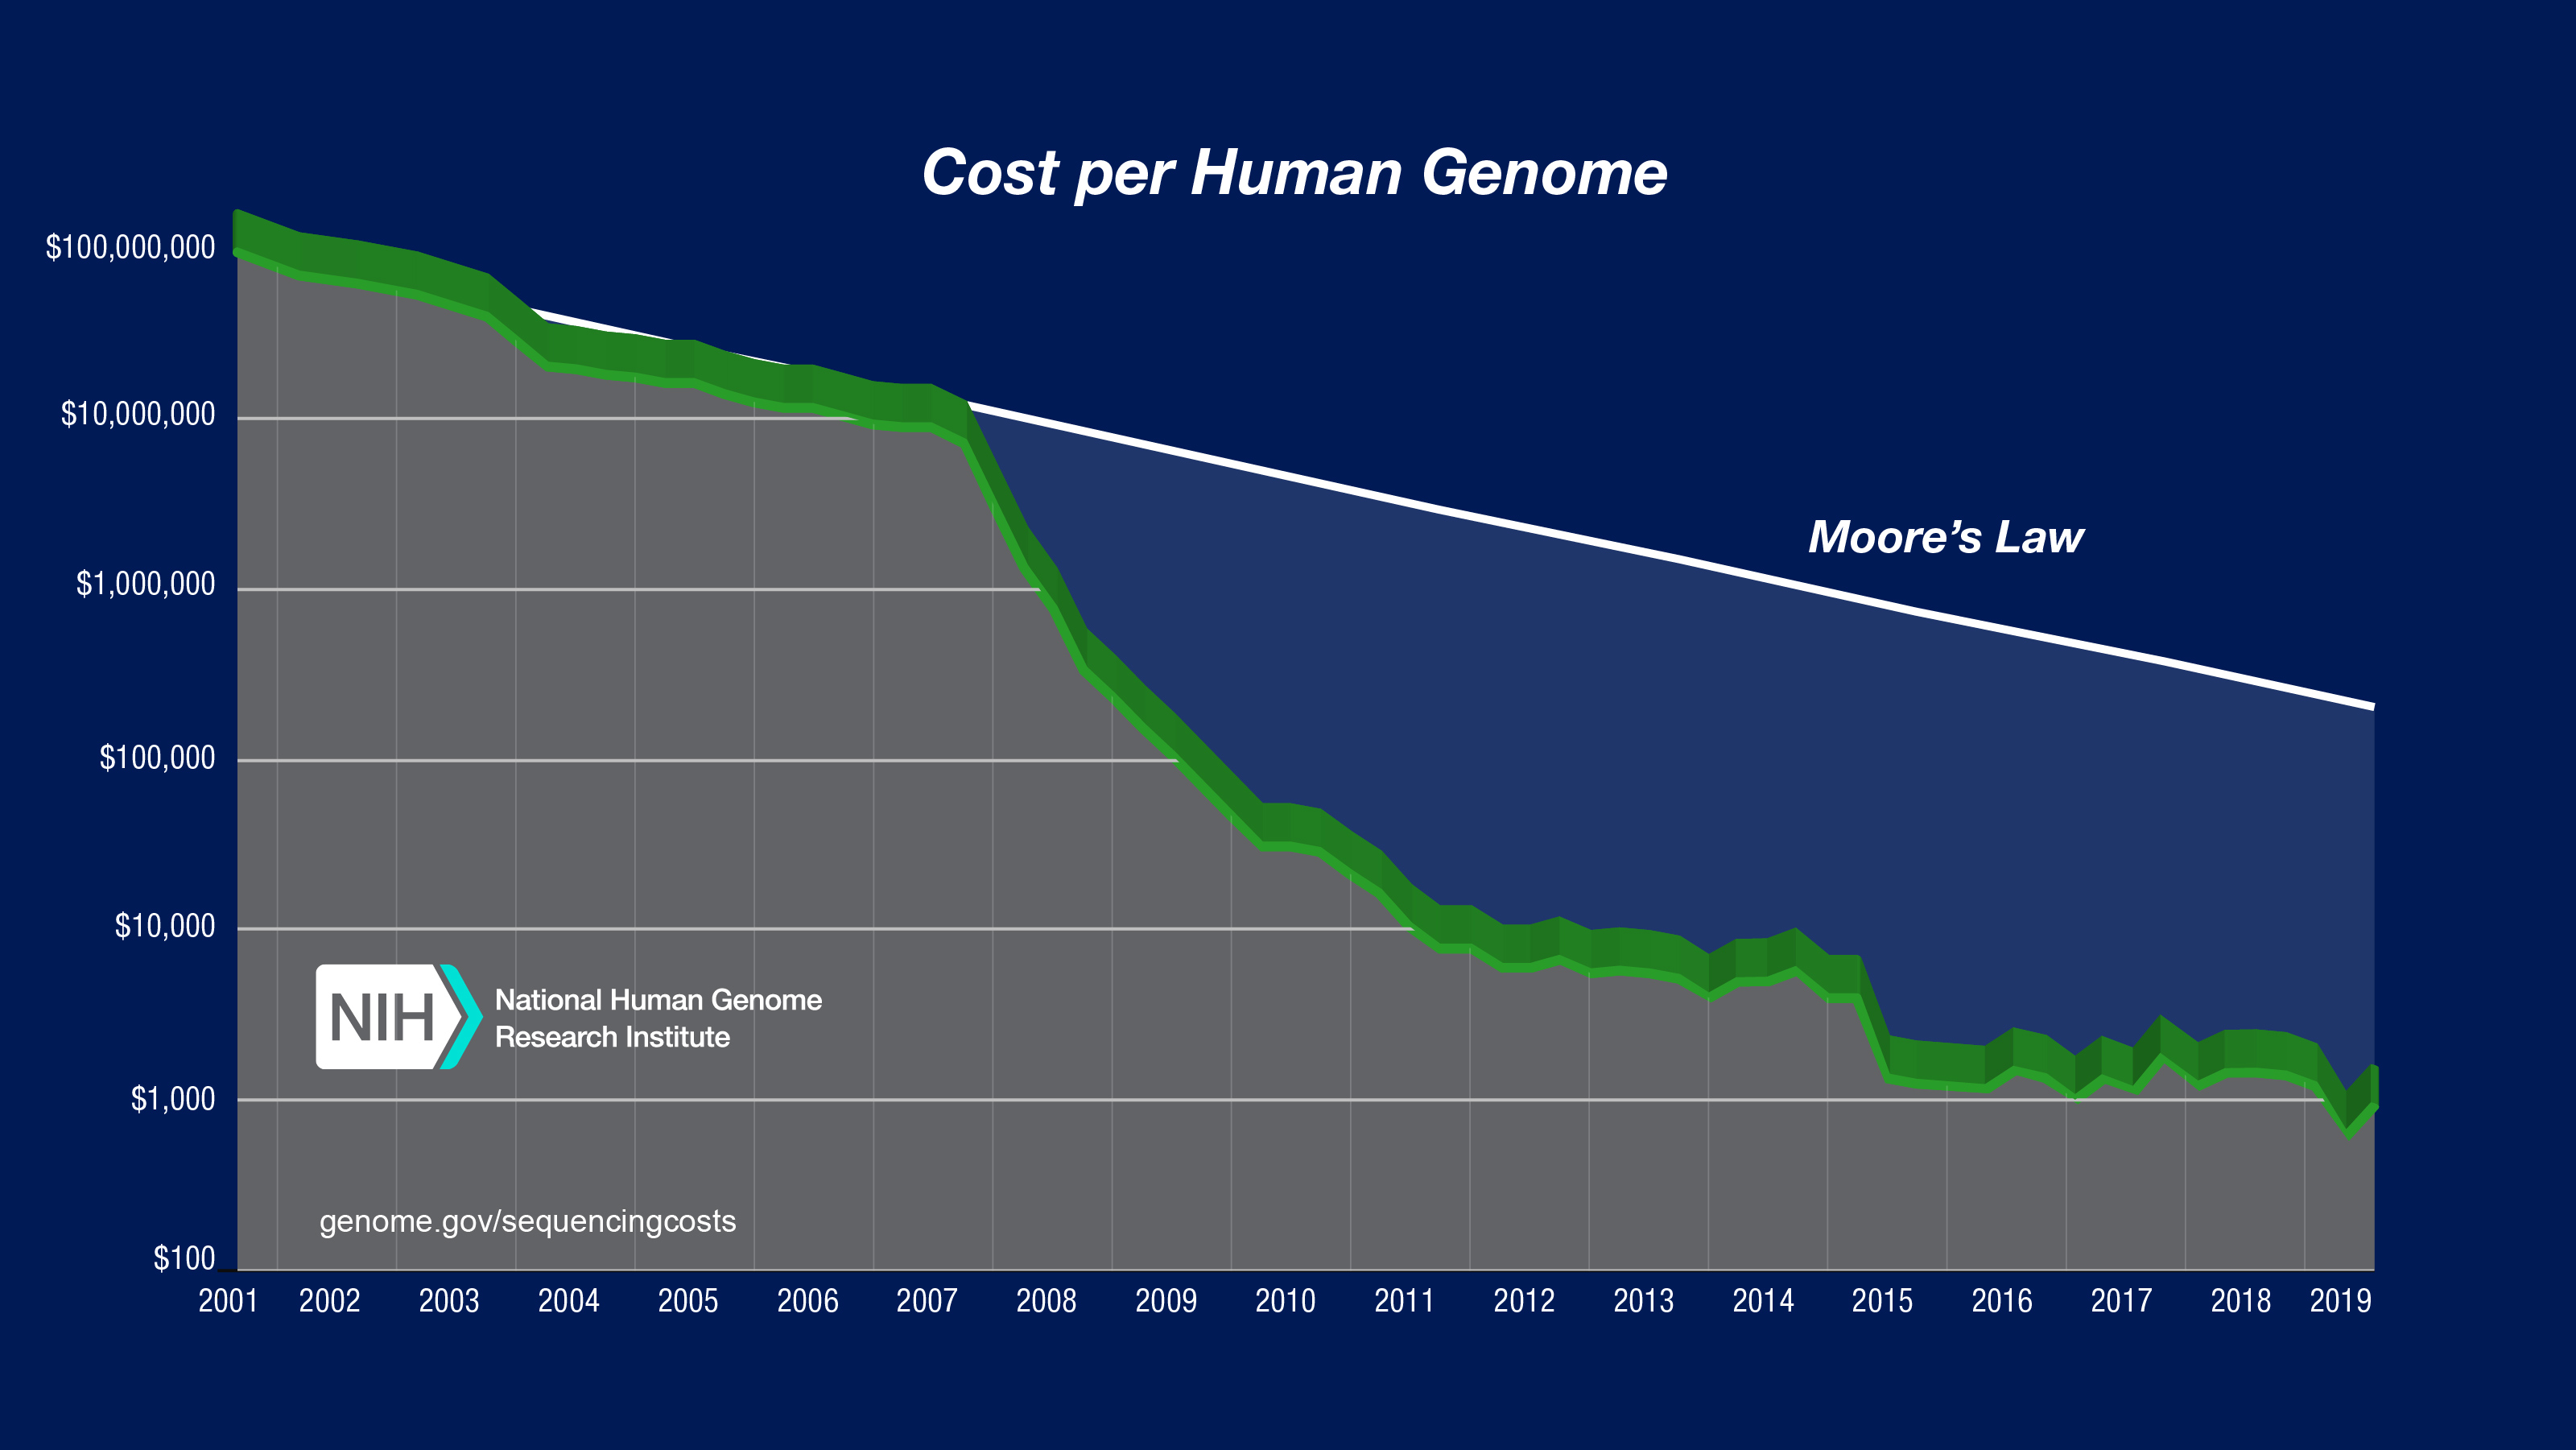 Cost per Human Genome
$100,000,000
$10,000,000
$1,000,000
$100,000
$10,000
$1,000
$100
Moore’s Law
NIH
National Human Genome
Research Institute
genome.gov/sequencingcosts
2001 2002 2003 2004 2005 2006 2007 2008 2009 2010 2011 2012 2013 2014 2015 2016 2017 2018 2019